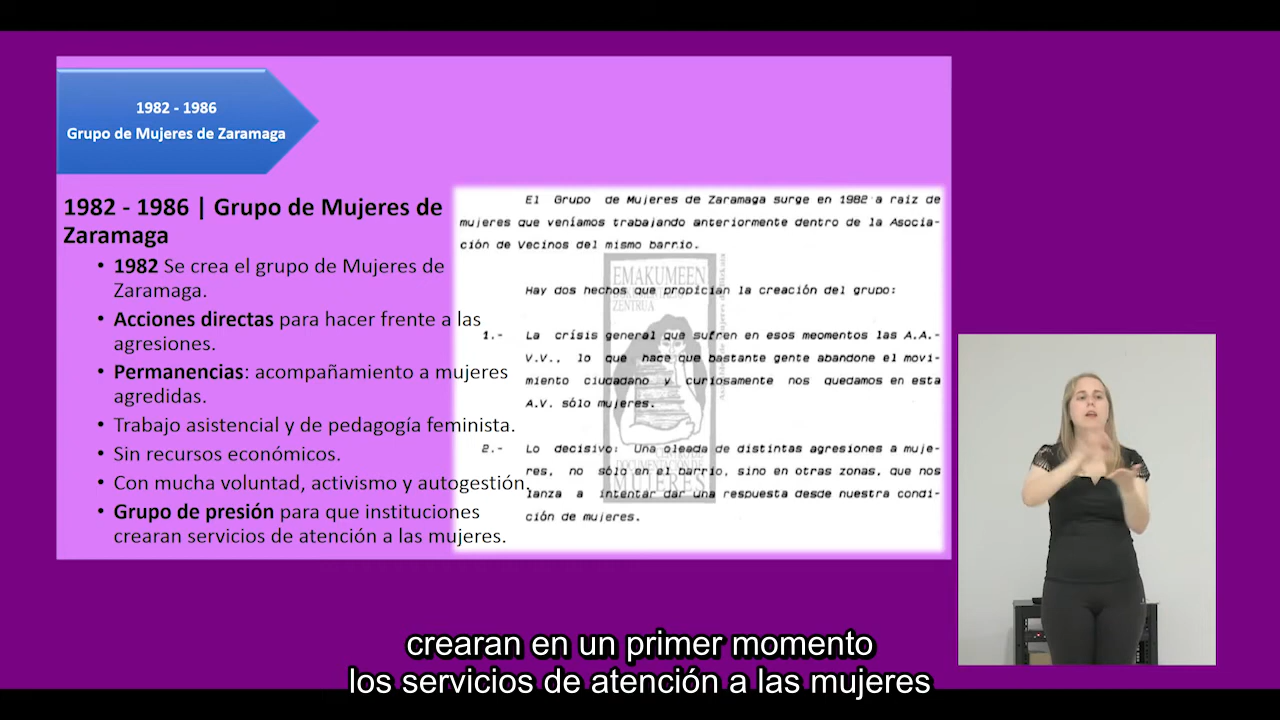 1982 - 1986
Grupo de Mujeres de Zaramaga
1982 - 1986 | Grupo de Mujeres de
Zaramaga
• 1982 Se crea el grupo de Mujeres de
Zaramaga.
• Acciones directas para hacer frente a las
agresiones.
• Permanencias: acompañamiento a mujeres
agredidas.
• Trabajo asistencial y de pedagogía feminista.
• Sin recursos económicos.
• Con mucha voluntad, activismo y autogestión.
• Grupo de presión para que instituciones
crearan servicios de atención a las mujeres.
El Grupo de Mujeres de Zaramaga surge en 1982 a raíz de
mujeres que veníamos trabajando anteriormente dentro de la Asocia-
ción de Vecinos del mismo barrio.
Hay dos hechos que propician la creación del grupo:
1.- La crísis general que sufren en esos meomentos las A.A.-
V.V., lo que hace que bastante gente abandone el movi-
miento ciudadano y curiosamente nos quedamos en esta
A.V. sólo mujeres.
2.- Lo decisivo: Una oleada de distintas agresiones a muje-
res, no sólo en el barrio, sino en otras zonas, que nos
lanza a intentar dar una respuesta desde nuestra condi-
ción de mujeres.
EMAKUMEEN
ZENTRUA
CENTRO DE
DOCUMENTACIÓN
MUJERES
crearan en un primer momento
los servicios de atención a las mujeres